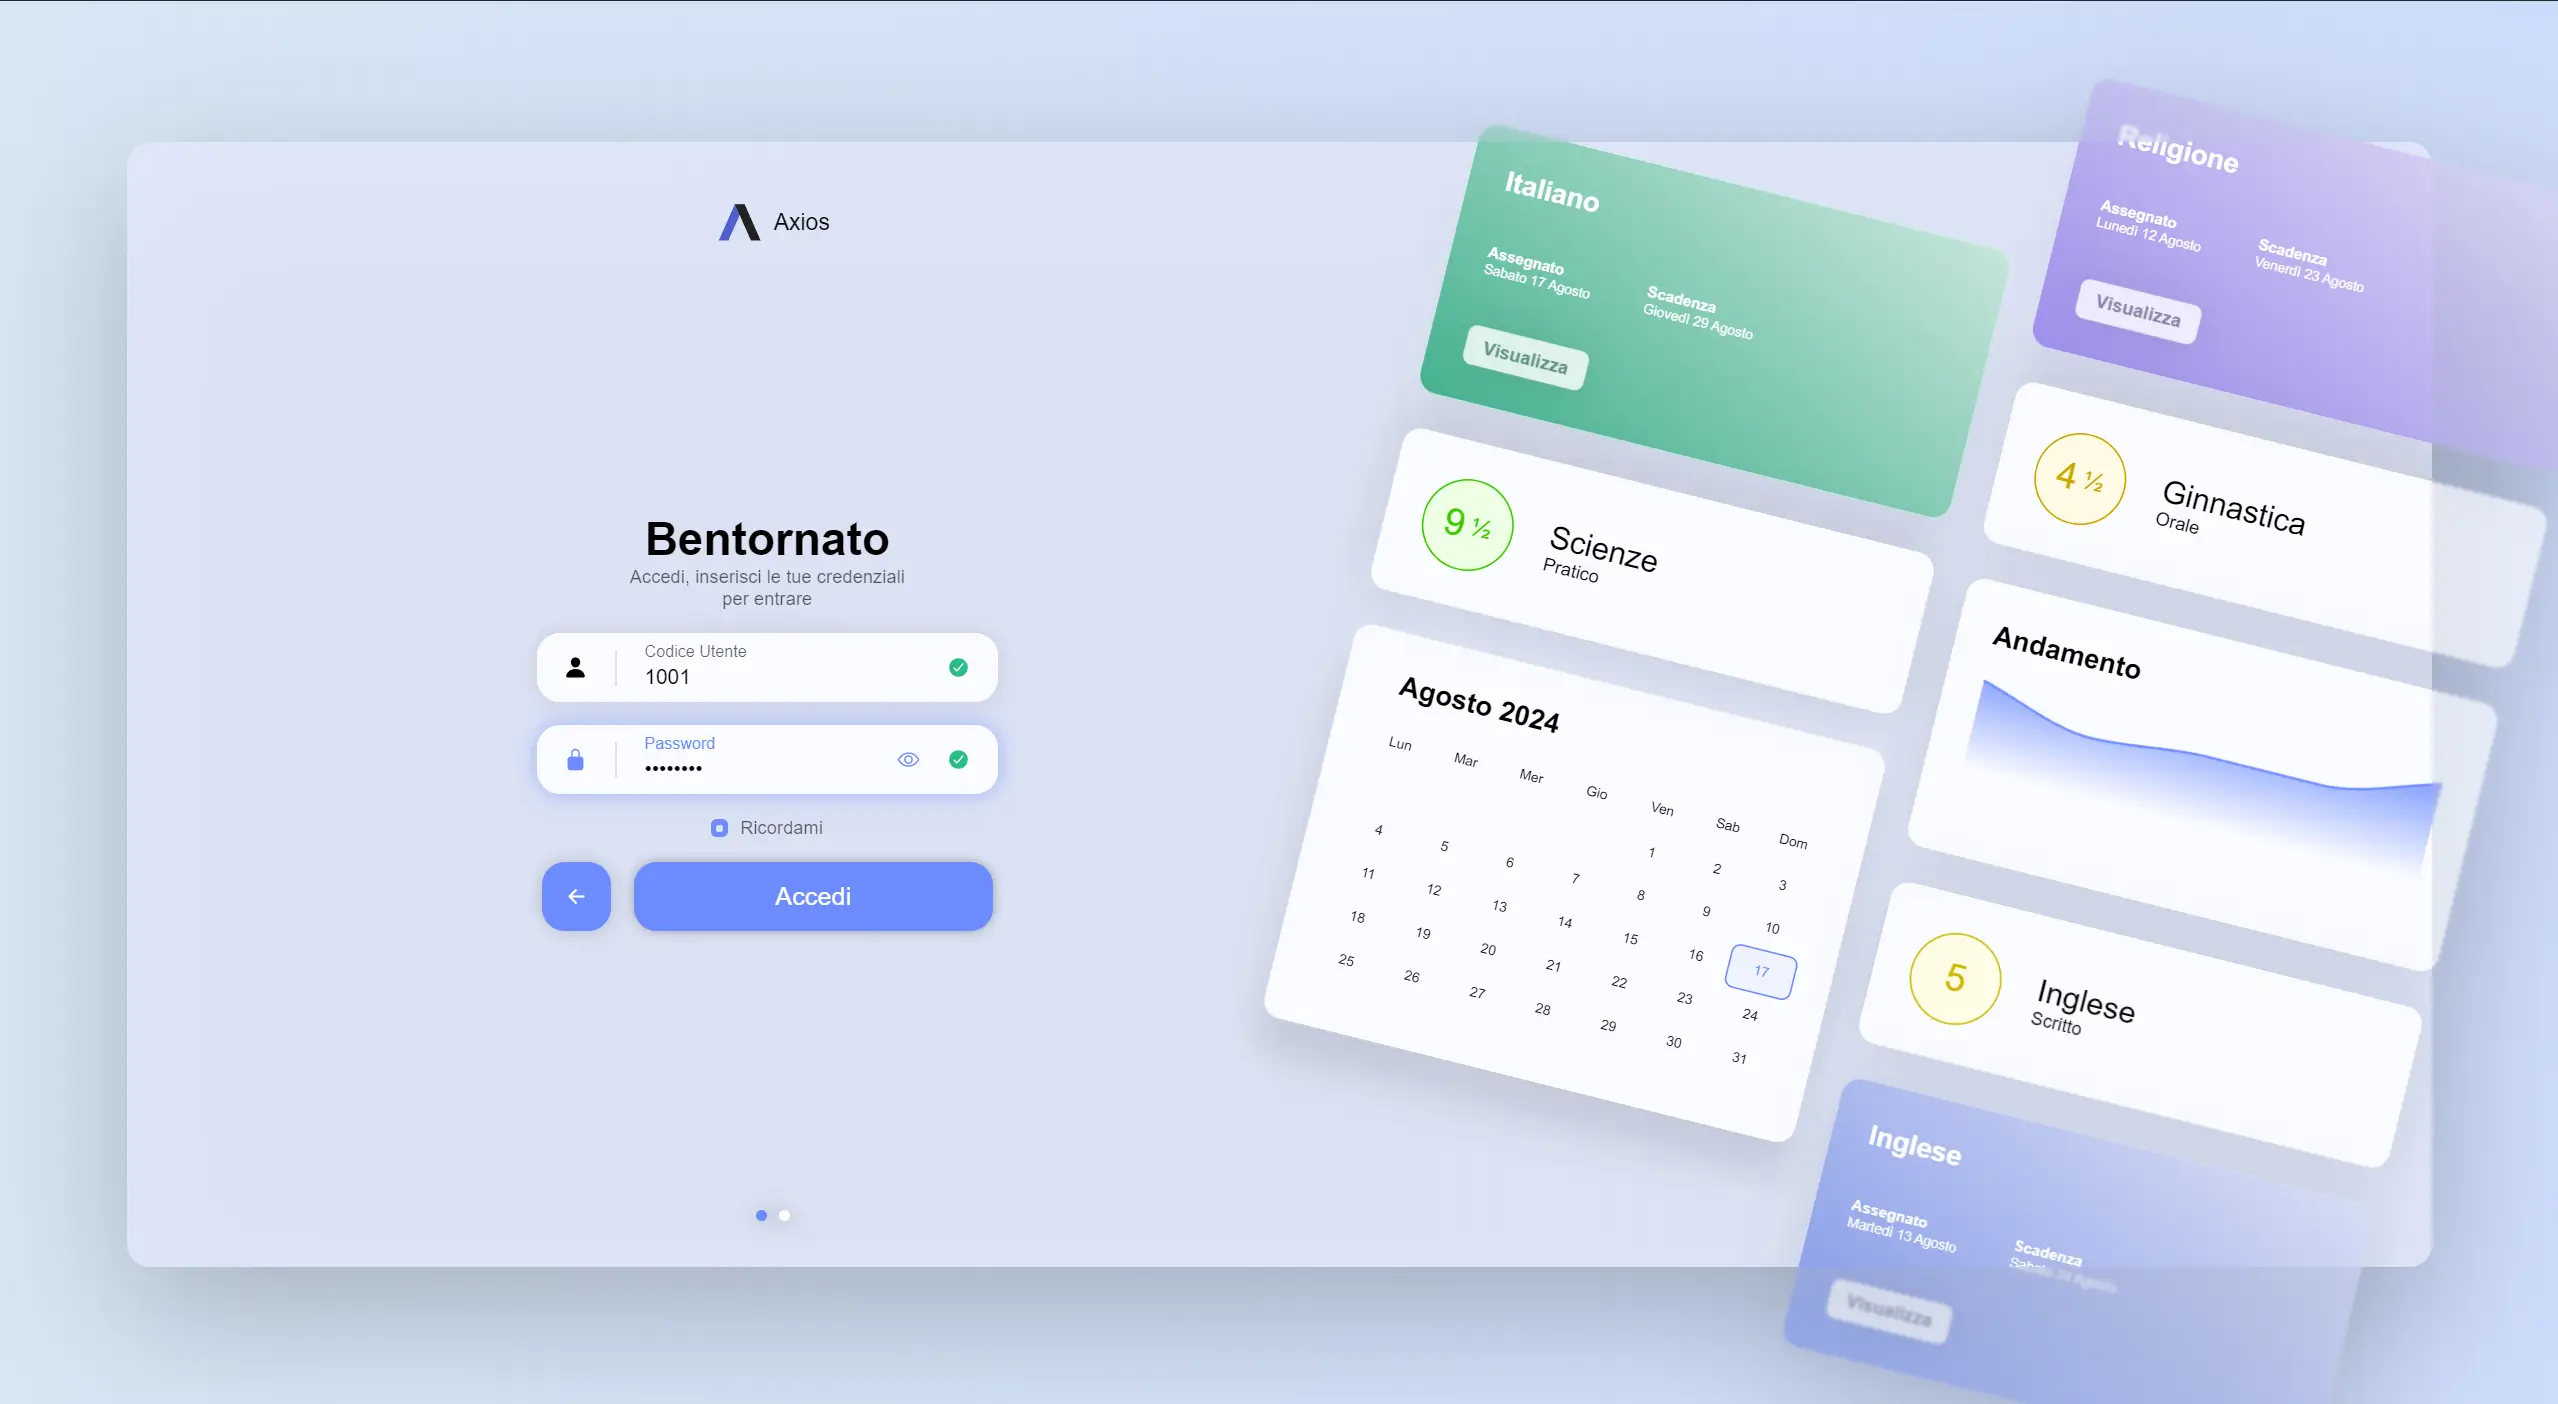 Axios
Bentornato
Accedi, inserisci le tue credenziali
per entrare
Codice Utente
1001
Password
••••••••
Ricordami
Accedi
Italiano
Assegnato
Sabato 17 Agosto
Scadenza
Giovedì 29 Agosto
Visualizza
9 ½
Scienze
Pratico
Agosto 2024
Lun Mar Mer Gio Ven Sab Dom
1 2 3
4 5 6 7 8 9 10
11 12 13 14 15 16 17
18 19 20 21 22 23 24
25 26 27 28 29 30 31
Religione
Assegnato
Lunedì 12 Agosto
Scadenza
Venerdì 23 Agosto
Visualizza
4 ½
Ginnastica
Orale
Andamento
5
Inglese
Scritto
Inglese
Assegnato
Martedì 13 Agosto
Scadenza
Sabato 24 Agosto
Visualizza